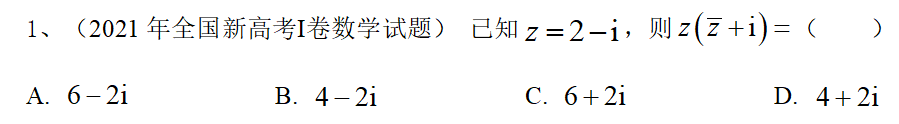 1、（2021 年全国新高考Ⅰ卷数学试题） 已知 z=2−i，则 z(z̅+i)=（　　）
A. 6−2i　　B. 4−2i　　C. 6+2i　　D. 4+2i